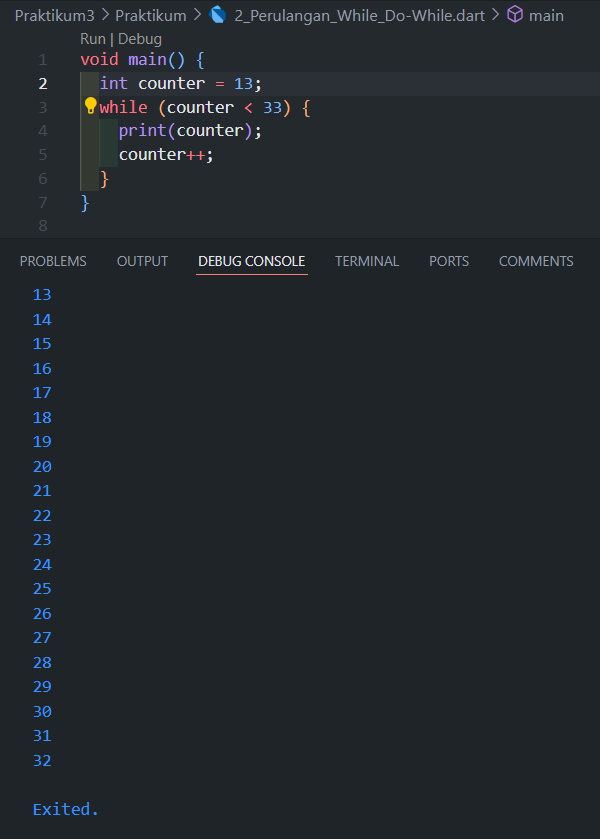 Praktikum3 > Praktikum > 2_Perulangan_While_Do-While.dart > main
Run | Debug
1 void main() {
2 int counter = 13;
3 while (counter < 33) {
4 print(counter);
5 counter++;
6 }
7 }
8
PROBLEMS OUTPUT DEBUG CONSOLE TERMINAL PORTS COMMENTS
13
14
15
16
17
18
19
20
21
22
23
24
25
26
27
28
29
30
31
32
Exited.